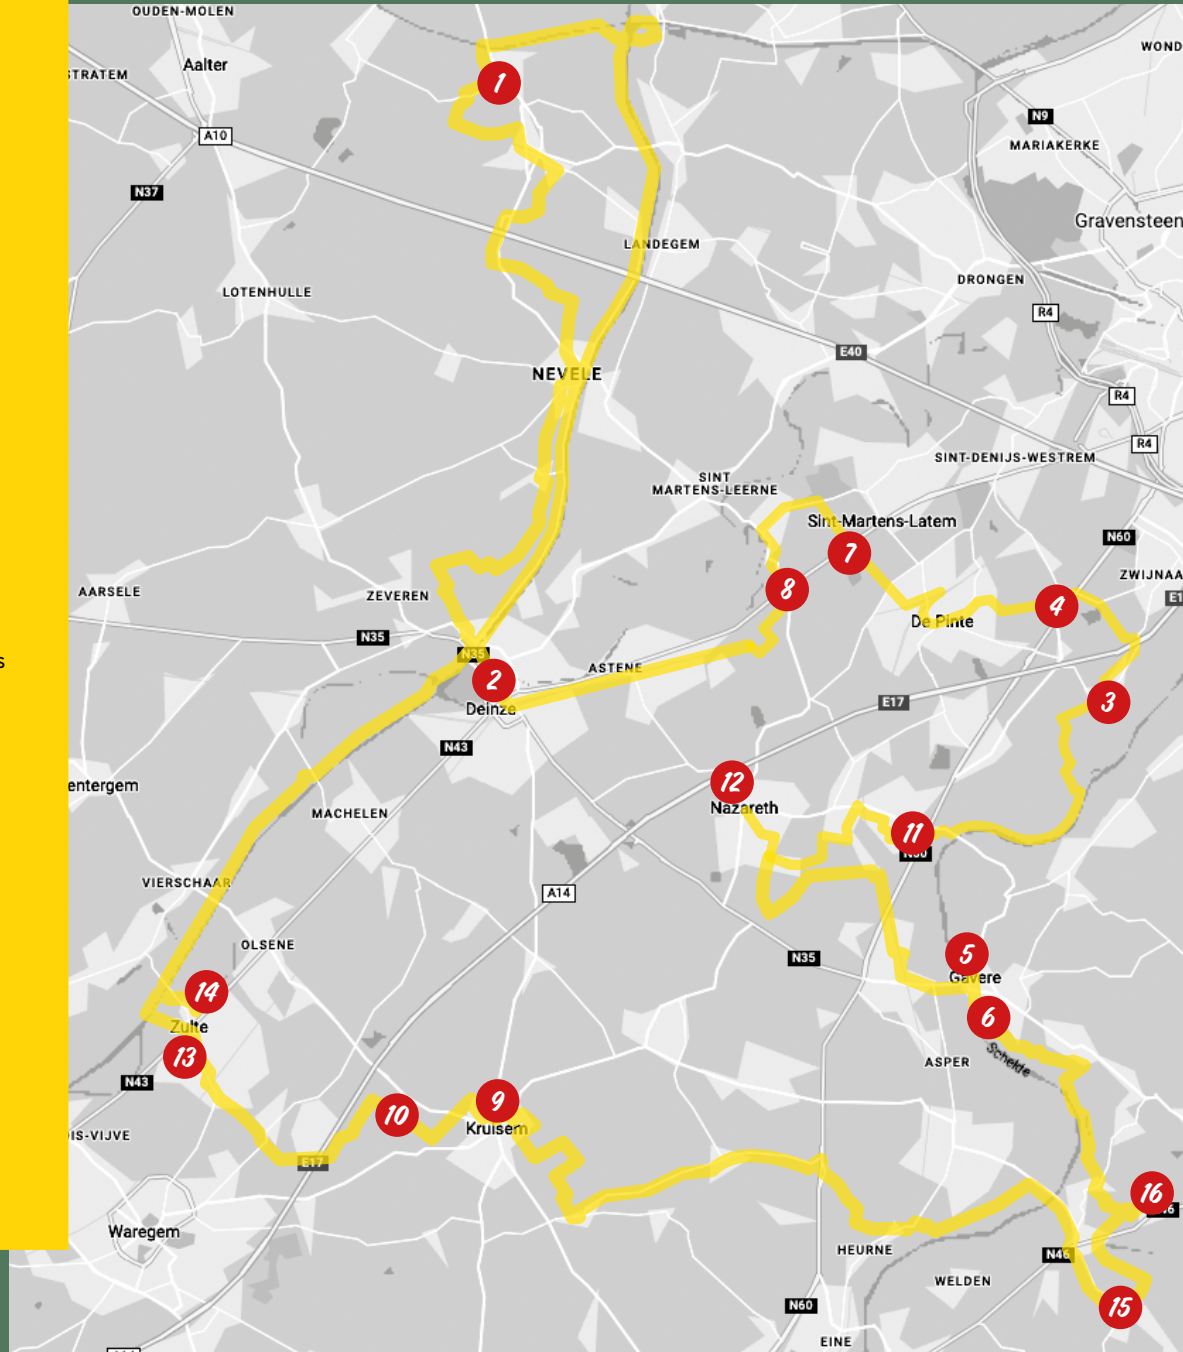 OUDEN-MOLEN
WOND
Aalter
STRATEM
N9
A10
MARIAKERKE
1
N37
Gravensteen
LANDEGEM
DRONGEN
LOTENHULLE
R4
E40
NEVELE
R4
R4
SINT-DENIJS-WESTREM
SINT
MARTENS-LEERNE
Sint-Martens-Latem
N60
7
ZWIJNAA
8
AARSELE
ZEVEREN
E1
4
De Pinte
N35
N35
s
ASTENE
2
E17
3
Deinze
N43
12
entergem
Nazareth
MACHELEN
11
VIERSCHAAR
A14
OLSENE
5
N35
Gavere
14
6
Zulte
13
ASPER
Schelde
N43
9
10
Kruisem
IS-VIJVE
E17
16
Waregem
HEURNE
N46
WELDEN
15
N60
EINE